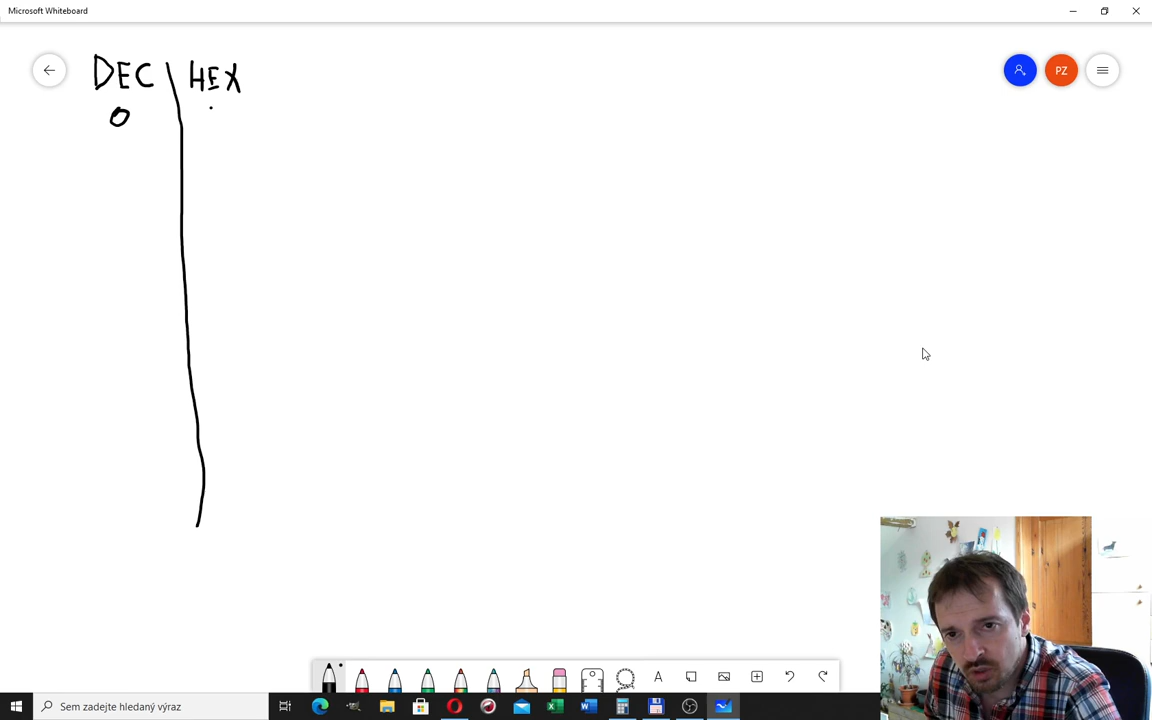 Microsoft Whiteboard
DEC | HEX
0
PZ
A
Sem zadejte hledaný výraz